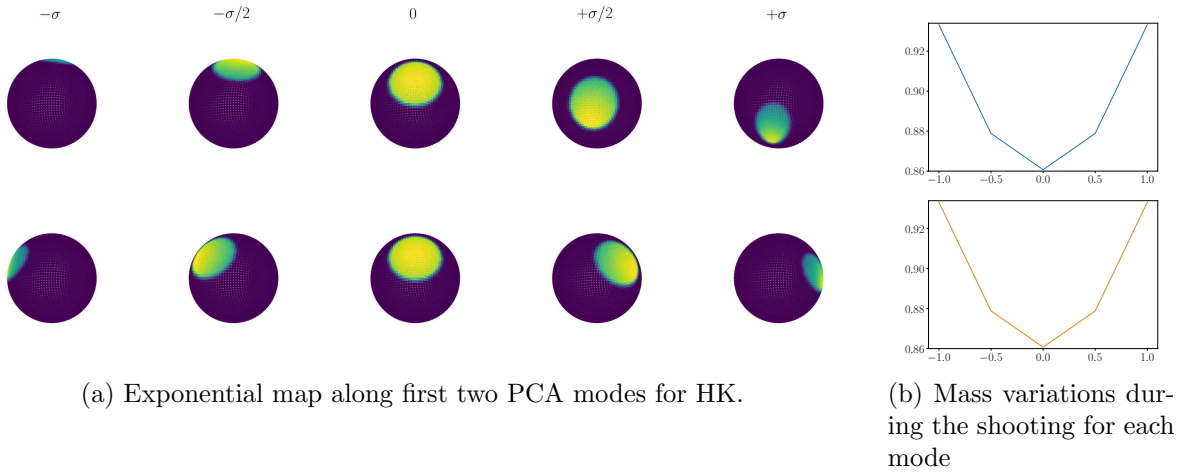 −σ −σ/2 0 +σ/2 +σ
0.92
0.90
0.88
0.86
−1.0 −0.5 0.0 0.5 1.0
0.92
0.90
0.88
0.86
−1.0 −0.5 0.0 0.5 1.0
(a) Exponential map along first two PCA modes for HK.
(b) Mass variations dur-
ing the shooting for each
mode